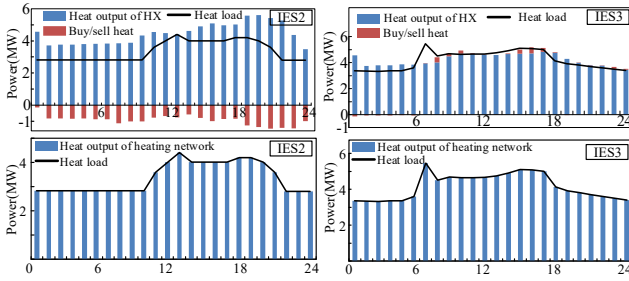 6
4
2
0
-1
Power(MW)
Heat output of HX
Heat load
Buy/sell heat
IES2
6
12
18
24
6
4
2
0
-1
1
Power(MW)
Heat output of HX
Heat load
Buy/sell heat
IES3
6
12
18
24
4
2
Power(MW)
Heat output of heating network
Heat load
IES2
0
6
12
18
24
6
4
2
Power(MW)
Heat output of heating network
Heat load
IES3
0
6
12
18
24